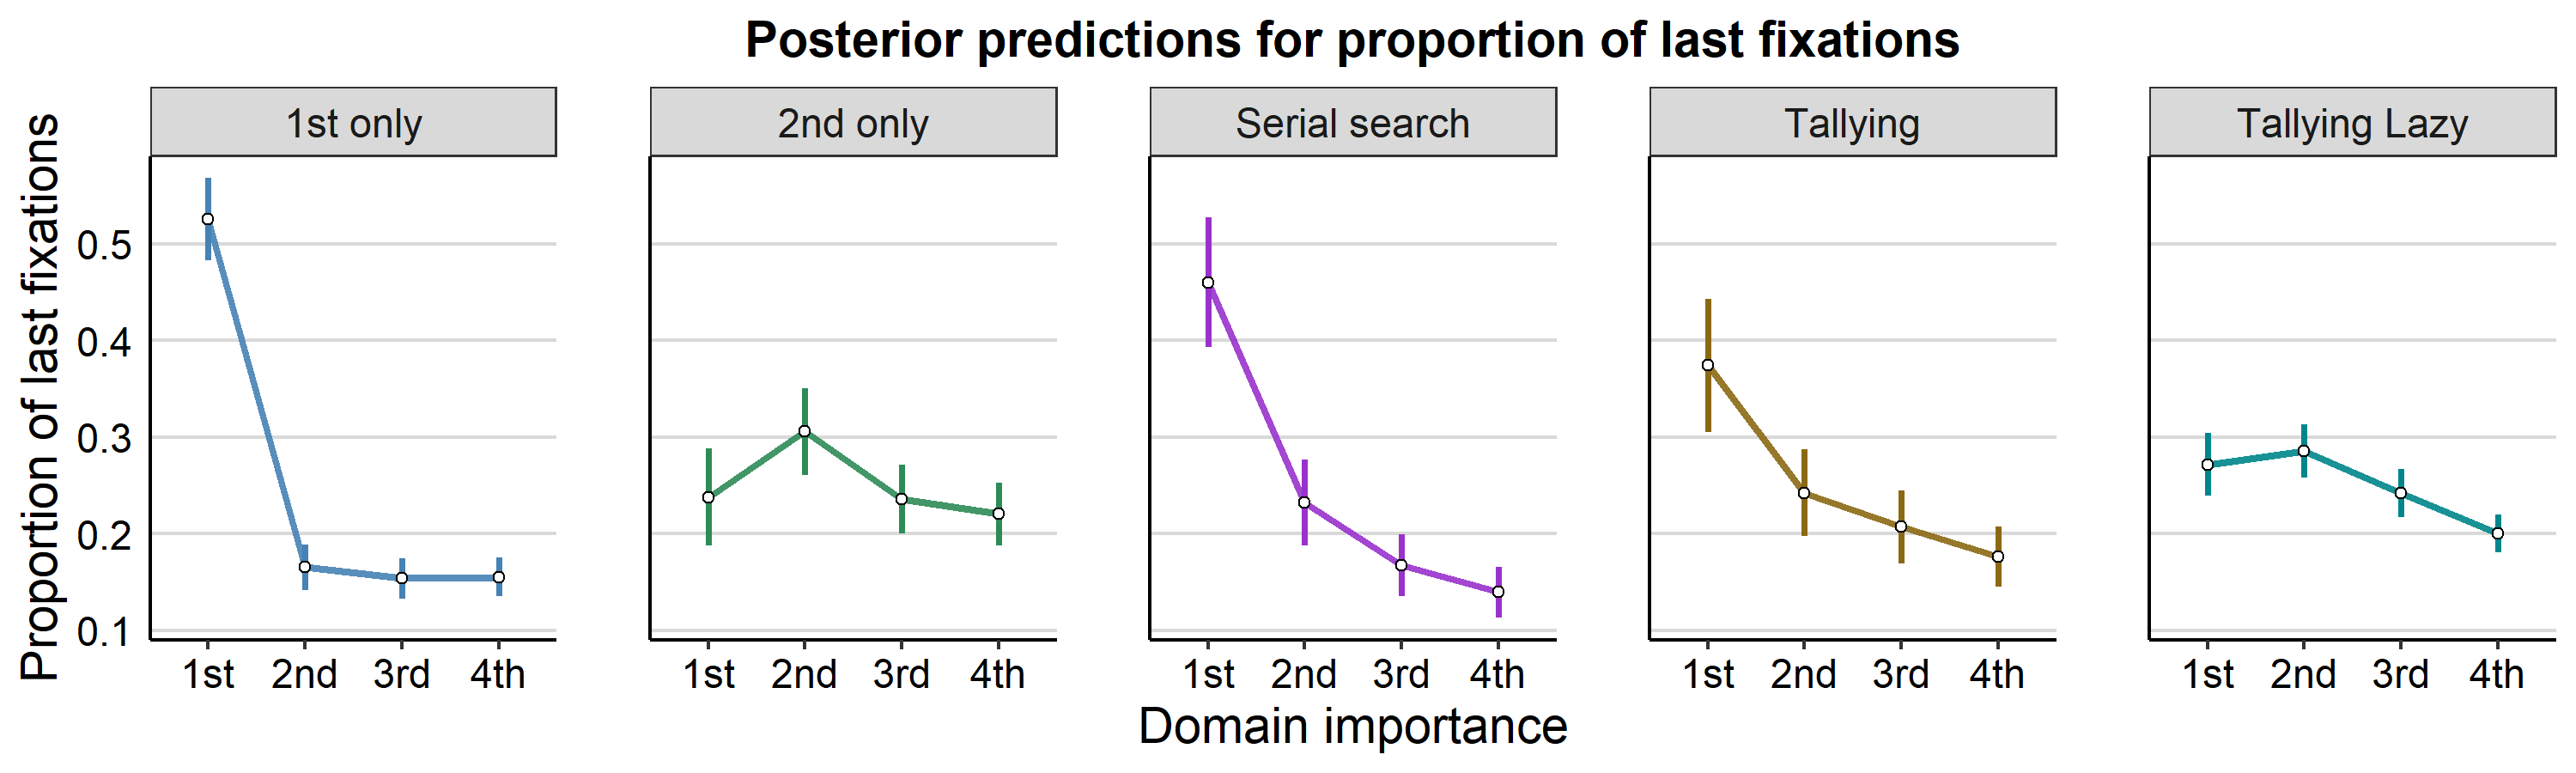 Posterior predictions for proportion of last fixations
1st only
2nd only
Serial search
Tallying
Tallying Lazy
Proportion of last fixations
0.5
0.4
0.3
0.2
0.1
1st 2nd 3rd 4th
1st 2nd 3rd 4th
1st 2nd 3rd 4th
1st 2nd 3rd 4th
1st 2nd 3rd 4th
Domain importance